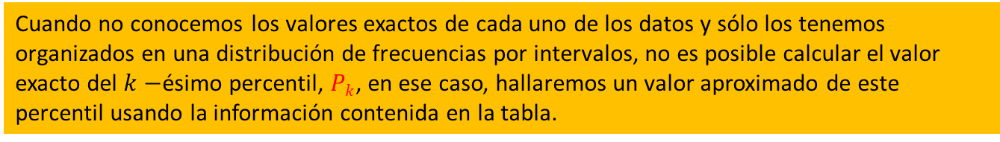 Cuando no conocemos los valores exactos de cada uno de los datos y sólo los tenemos
organizados en una distribución de frecuencias por intervalos, no es posible calcular el valor
exacto del k −ésimo percentil, Pₖ, en ese caso, hallaremos un valor aproximado de este
percentil usando la información contenida en la tabla.